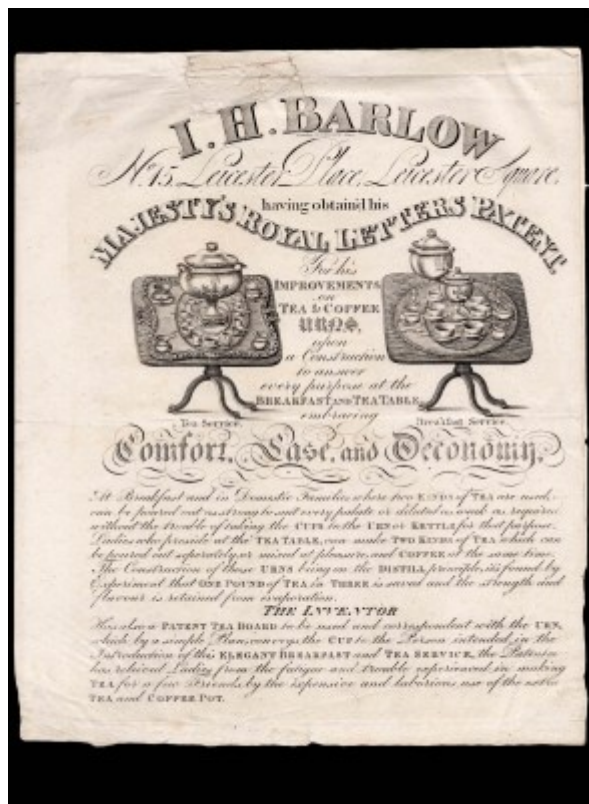 I. H. BARLOW
No. 15, Leicester Place, Leicester Square,
having obtain'd his
MAJESTY'S ROYAL LETTERS PATENT
For his
IMPROVEMENTS
on
TEA & COFFEE
URNS,
upon
a Construction
to answer
every purpose at the
BREAKFAST AND TEA TABLE,
embracing
Tea Service.
Breakfast Service.
Comfort, Ease, and Oeconomy.
At Breakfast and in Domestic Families where two KINDS of TEA are used,
can be poured out as strong to suit every palate or diluted as weak as required
without the trouble of taking the CUPS to the URN or KETTLE for that purpose.
Ladies who preside at the TEA TABLE, can make TWO KINDS of TEA which can
be poured out seperately or mixed at pleasure, and COFFEE at the same time.
The Construction of these URNS being on the DISTILL principle, it is found by
Experiment that ONE POUND of TEA in THREE is saved and the strength and
flavour is retained from evaporation.
THE INVENTOR
Has also a PATENT TEA BOARD to be used and correspondent with the URN,
which by a simple Plan conveys the CUP to the Person intended, in the
Introduction of this ELEGANT BREAKFAST and TEA SERVICE, the Patentee
has relieved Ladies from the fatigue and trouble experienced in making
TEA for a few Friends, by the expensive and laborious use of the
TEA and COFFEE POT.